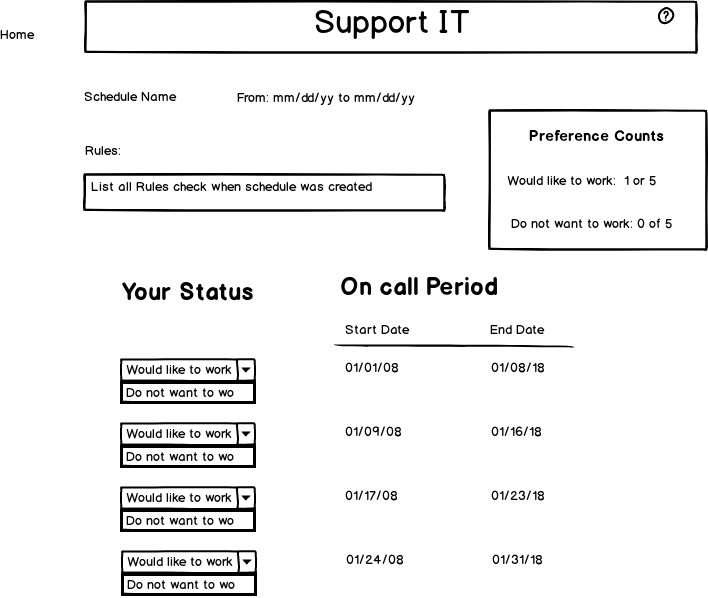 Support IT
?
Home
Schedule Name From: mm/dd/yy to mm/dd/yy
Preference Counts
Would like to work: 1 or 5
Do not want to work: 0 of 5
Rules:
List all Rules check when schedule was created
Your Status
On call Period
Start Date End Date
Would like to work 01/01/08 01/08/18
Do not want to wo
Would like to work 01/09/08 01/16/18
Do not want to wo
Would like to work 01/17/08 01/23/18
Do not want to wo
Would like to work 01/24/08 01/31/18
Do not want to wo